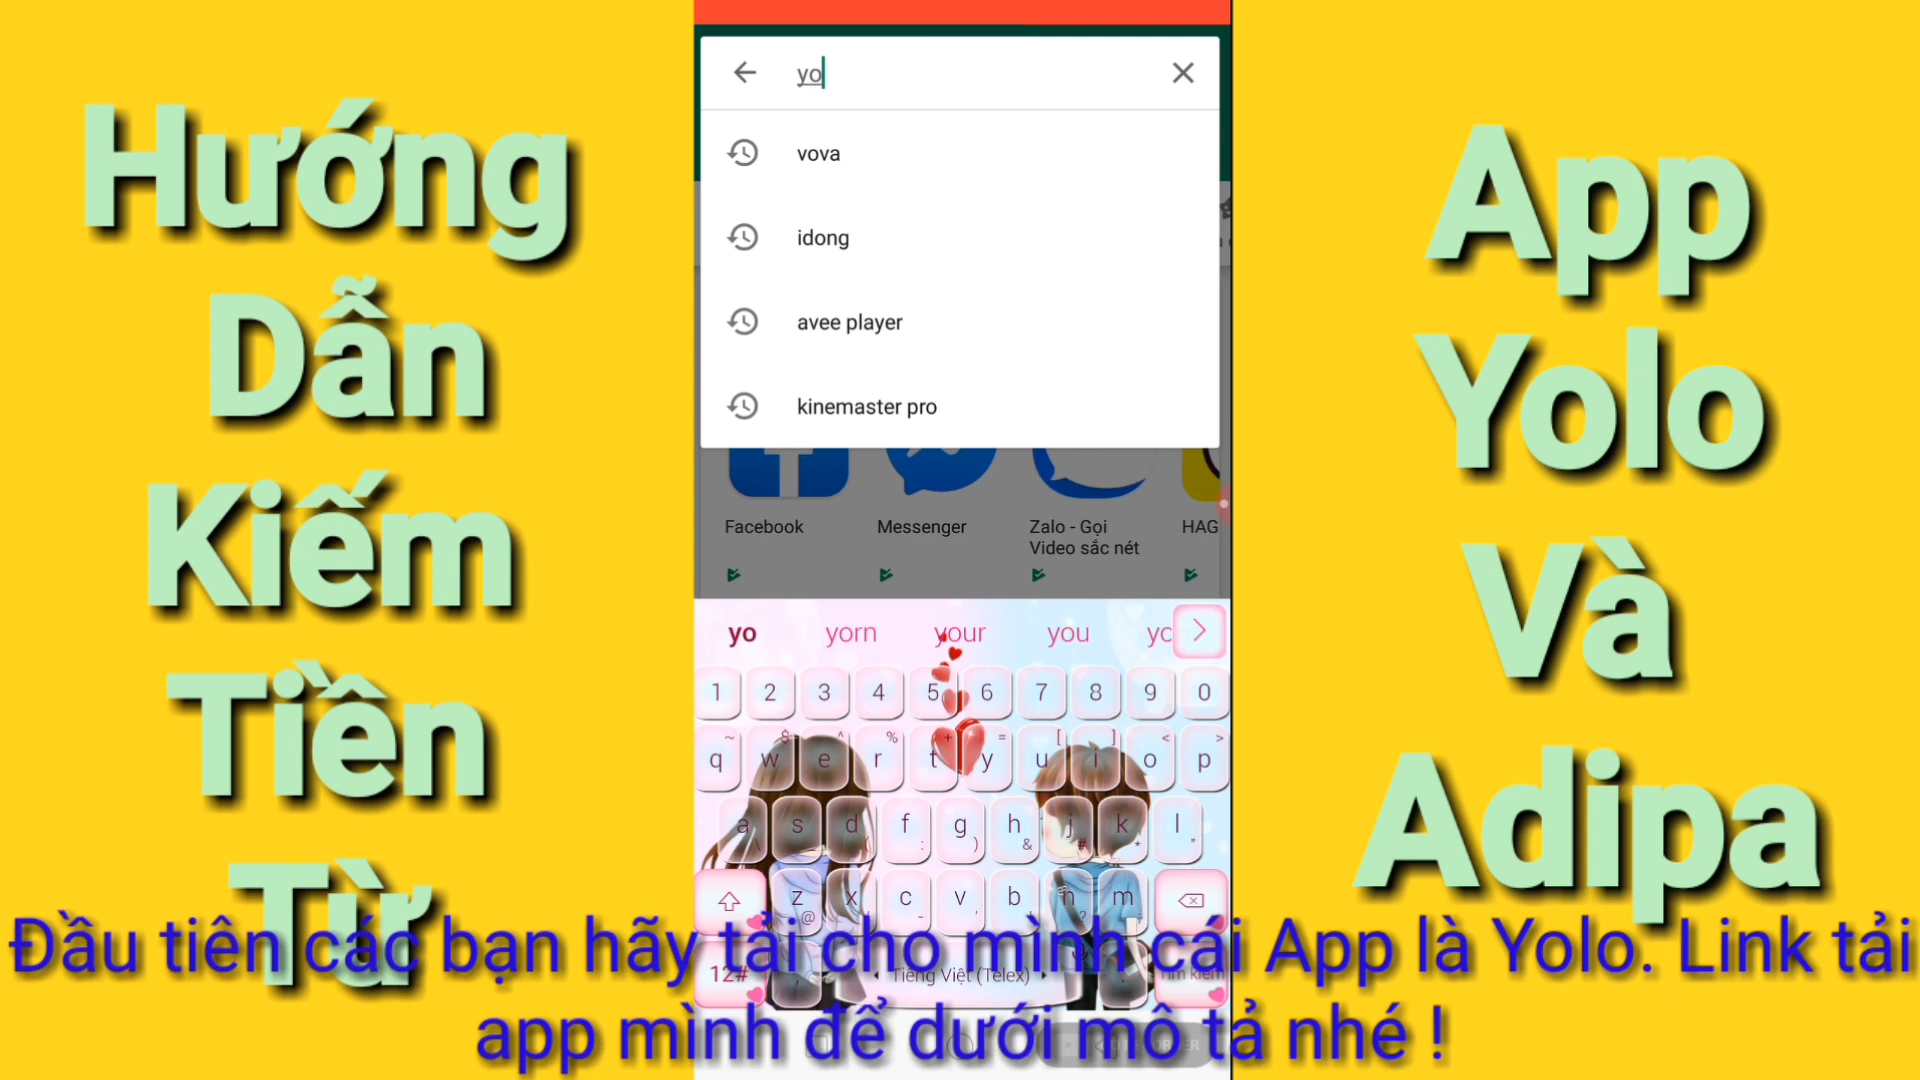 Hướng
Dẫn
Kiếm
Tiền
Từ
yo
vova
idong
avee player
kinemaster pro
Facebook
Messenger
Zalo - Gọi
Video sắc nét
HAG
yo yorn your you
1 2 3 4 5 6 7 8 9 0
q w e r t y u i o p
a s d f g h j k l
z x c v b n m
12# Tiếng Việt (Telex) Tìm kiếm
App
Yolo
Và
Adipa
Đầu tiên các bạn hãy tải cho mình cái App là Yolo. Link tải
app mình để dưới mô tả nhé !